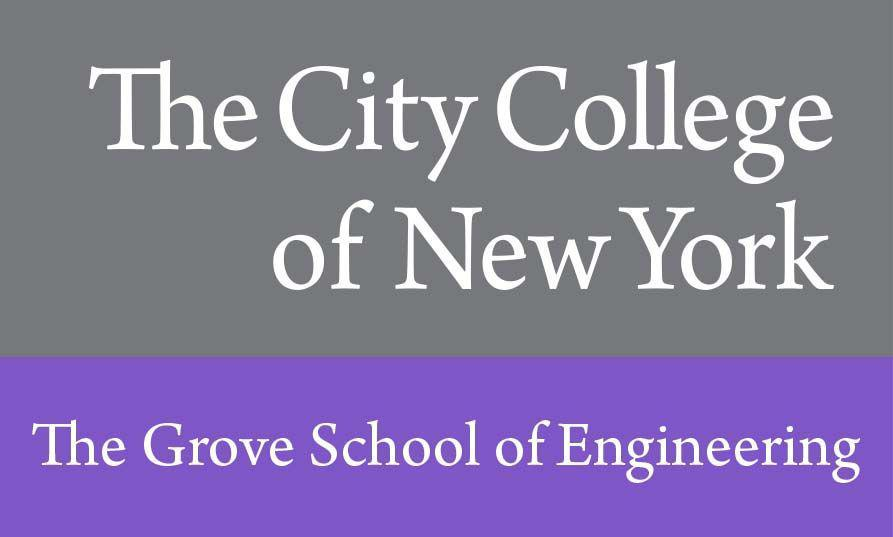 The City College
of New York
The Grove School of Engineering